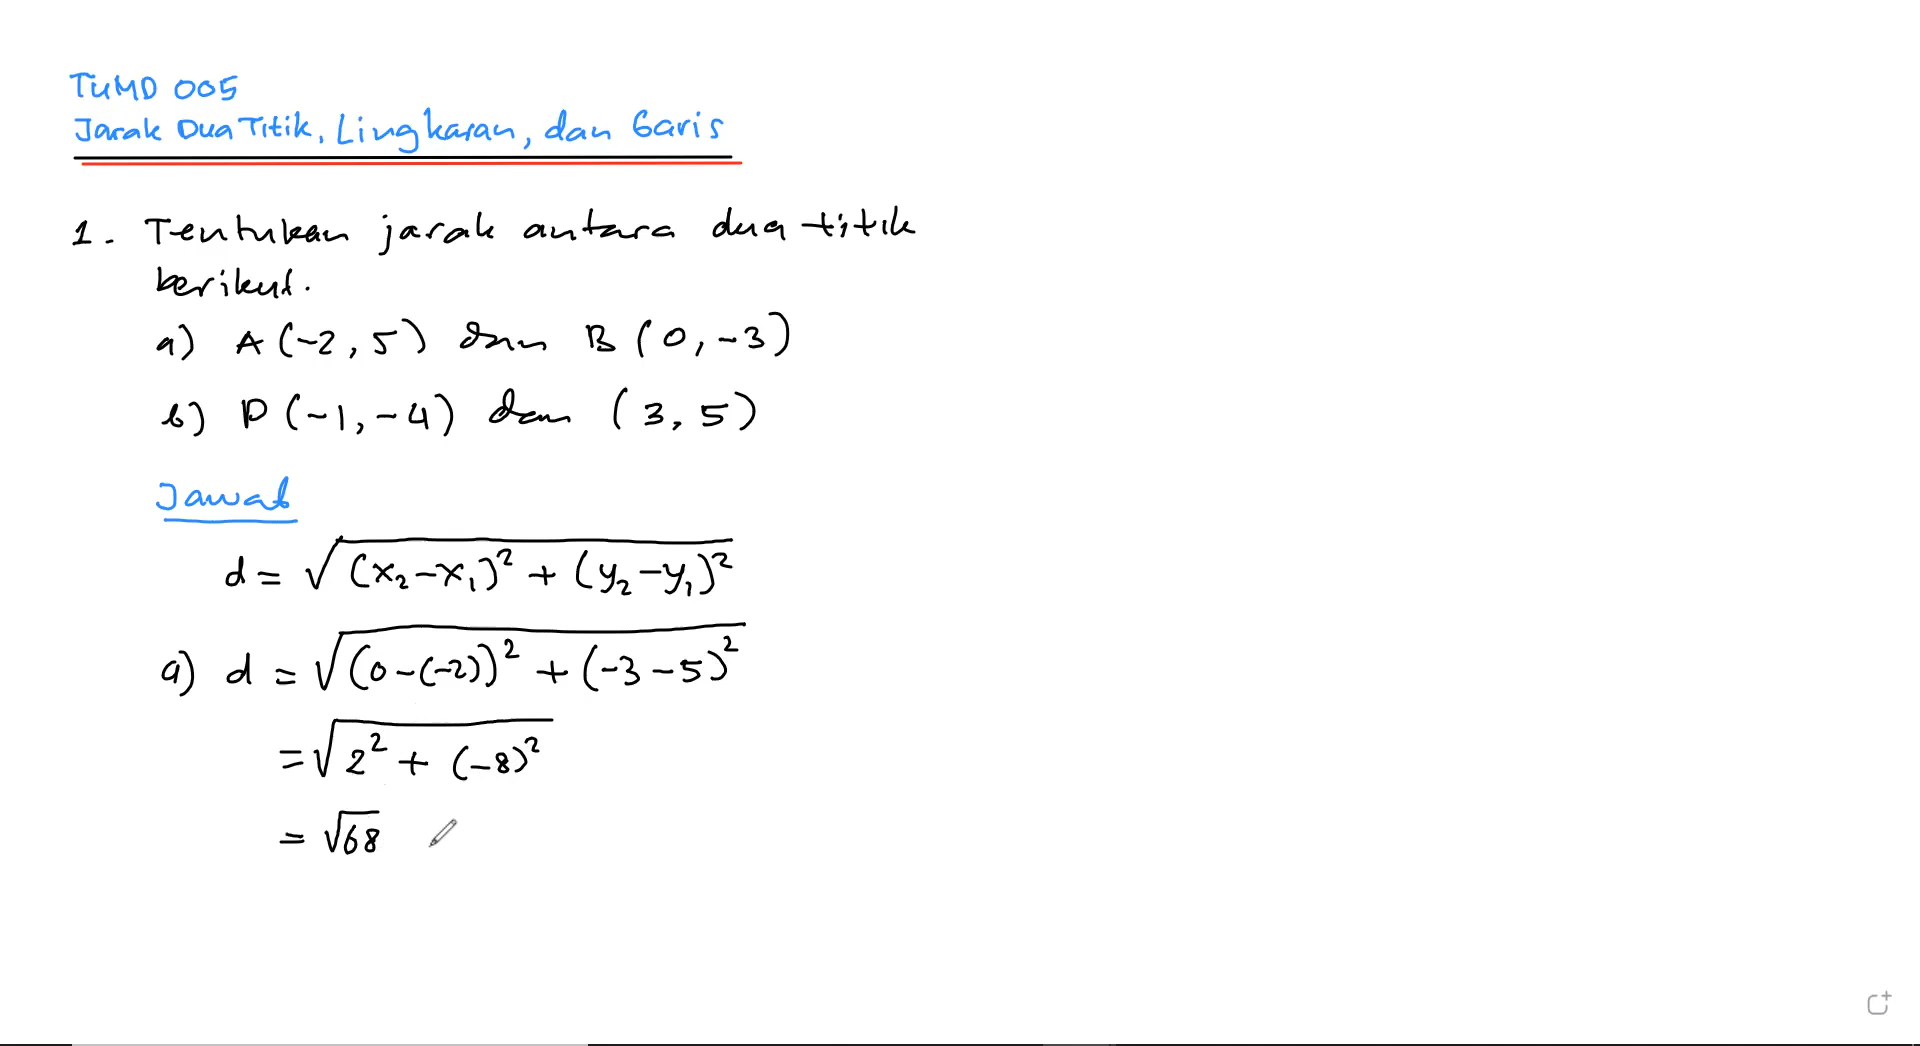 TUMD 005
Jarak Dua Titik, Lingkaran, dan Garis
1. Tentukan jarak antara dua titik
berikut.
a) A(-2, 5) dan B(0, -3)
b) P(-1, -4) dan (3, 5)
Jawab
d = √((x₂-x₁)² + (y₂-y₁)²)
a) d = √((0-(-2))² + (-3-5)²)
= √(2² + (-8)²)
= √68